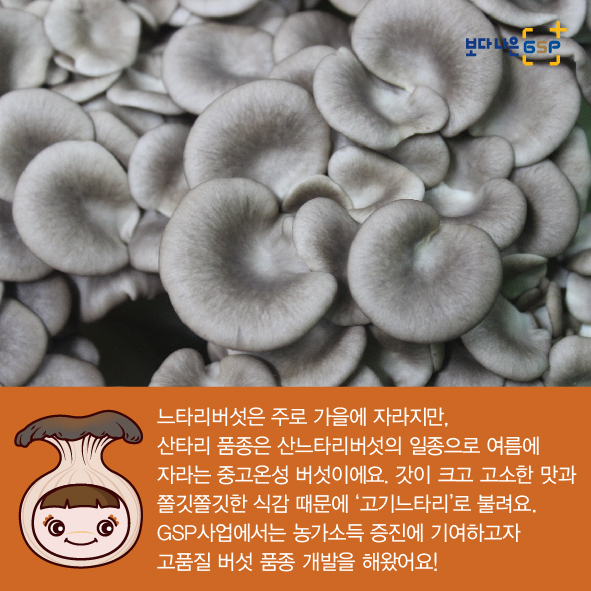 보다 나은 GSP
느타리버섯은 주로 가을에 자라지만,
산타리 품종은 산느타리버섯의 일종으로 여름에
자라는 중고온성 버섯이에요. 갓이 크고 고소한 맛과
쫄깃쫄깃한 식감 때문에 ‘고기느타리’로 불려요.
GSP사업에서는 농가소득 증진에 기여하고자
고품질 버섯 품종 개발을 해왔어요!